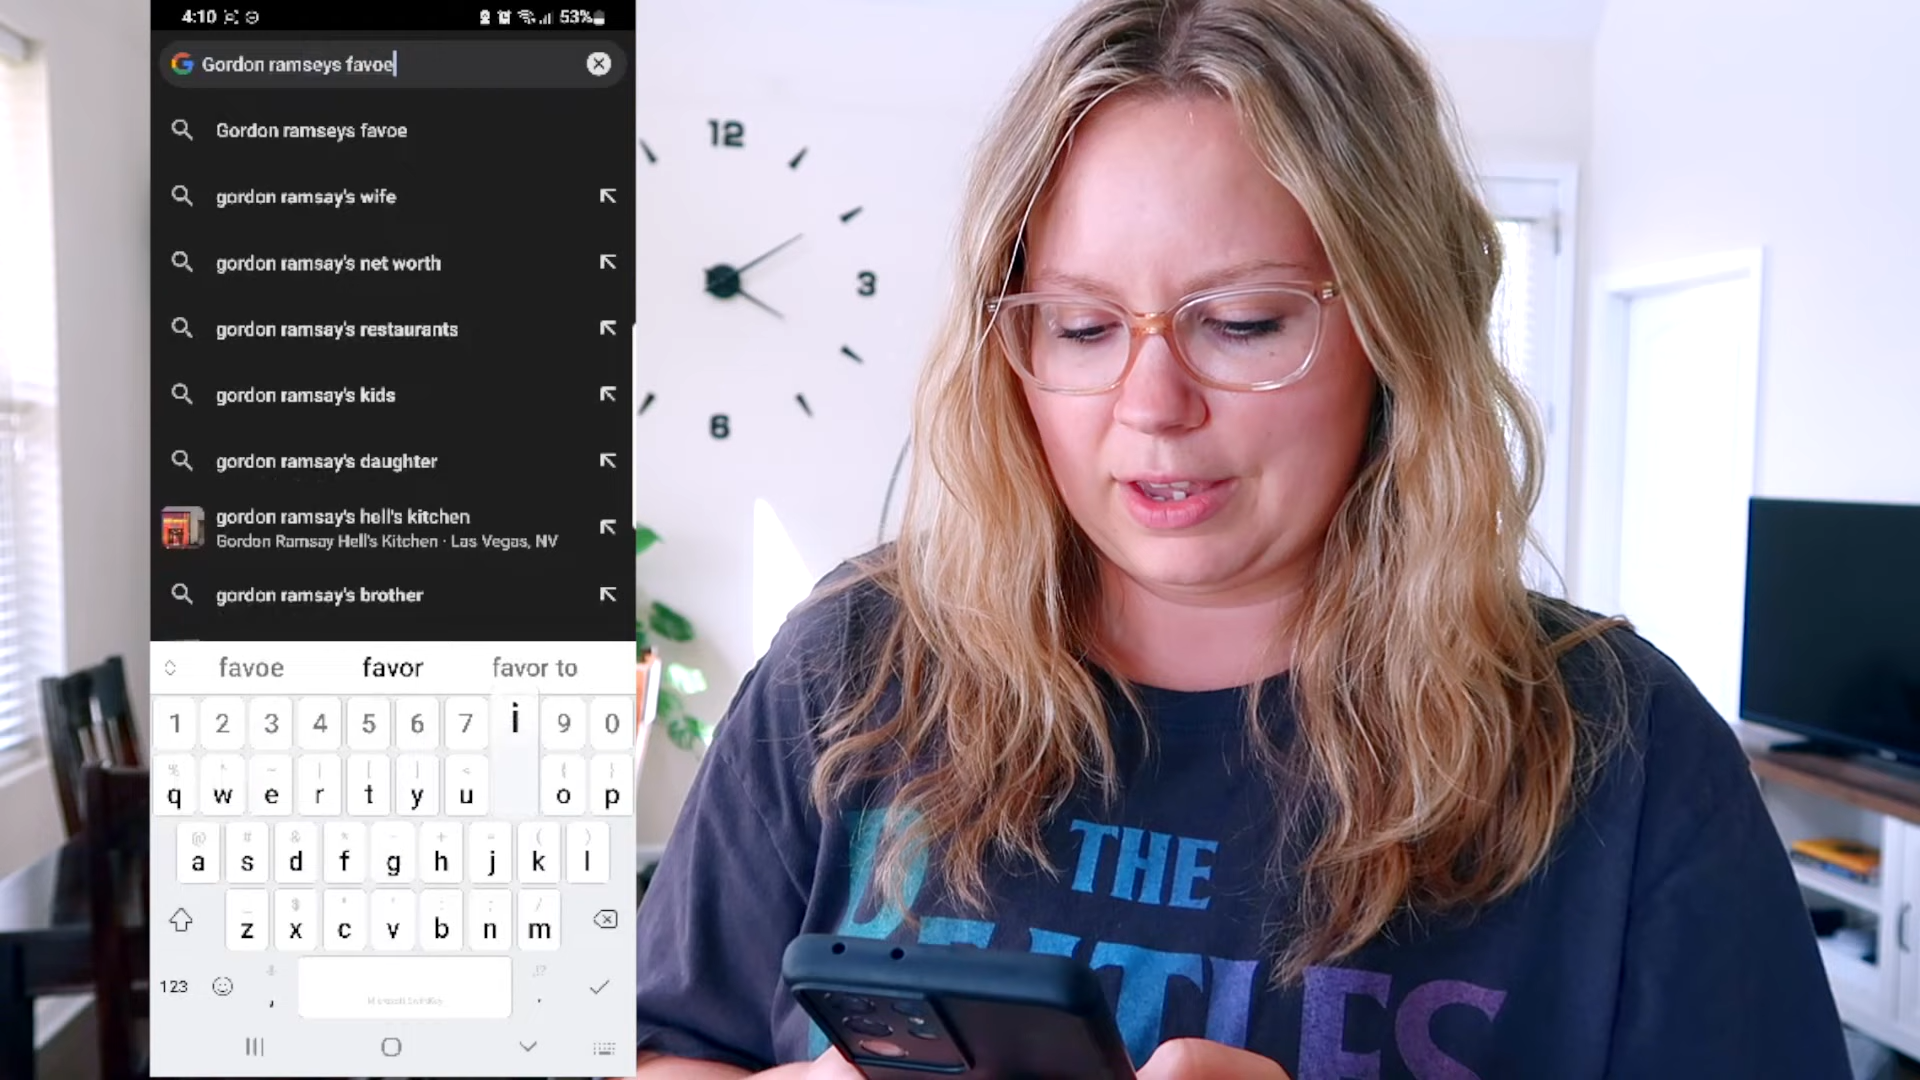 4:10 53%
Gordon ramseys favoe
Gordon ramseys favoe
gordon ramsay's wife
gordon ramsay's net worth
gordon ramsay's restaurants
gordon ramsay's kids
gordon ramsay's daughter
gordon ramsay's hell's kitchen
Gordon Ramsay Hell's Kitchen · Las Vegas, NV
gordon ramsay's brother
favoe favor favor to
1 2 3 4 5 6 7 i 9 0
q w e r t y u o p
a s d f g h j k l
z x c v b n m
123 , .
Microsoft SwiftKey
12
3
6
THE